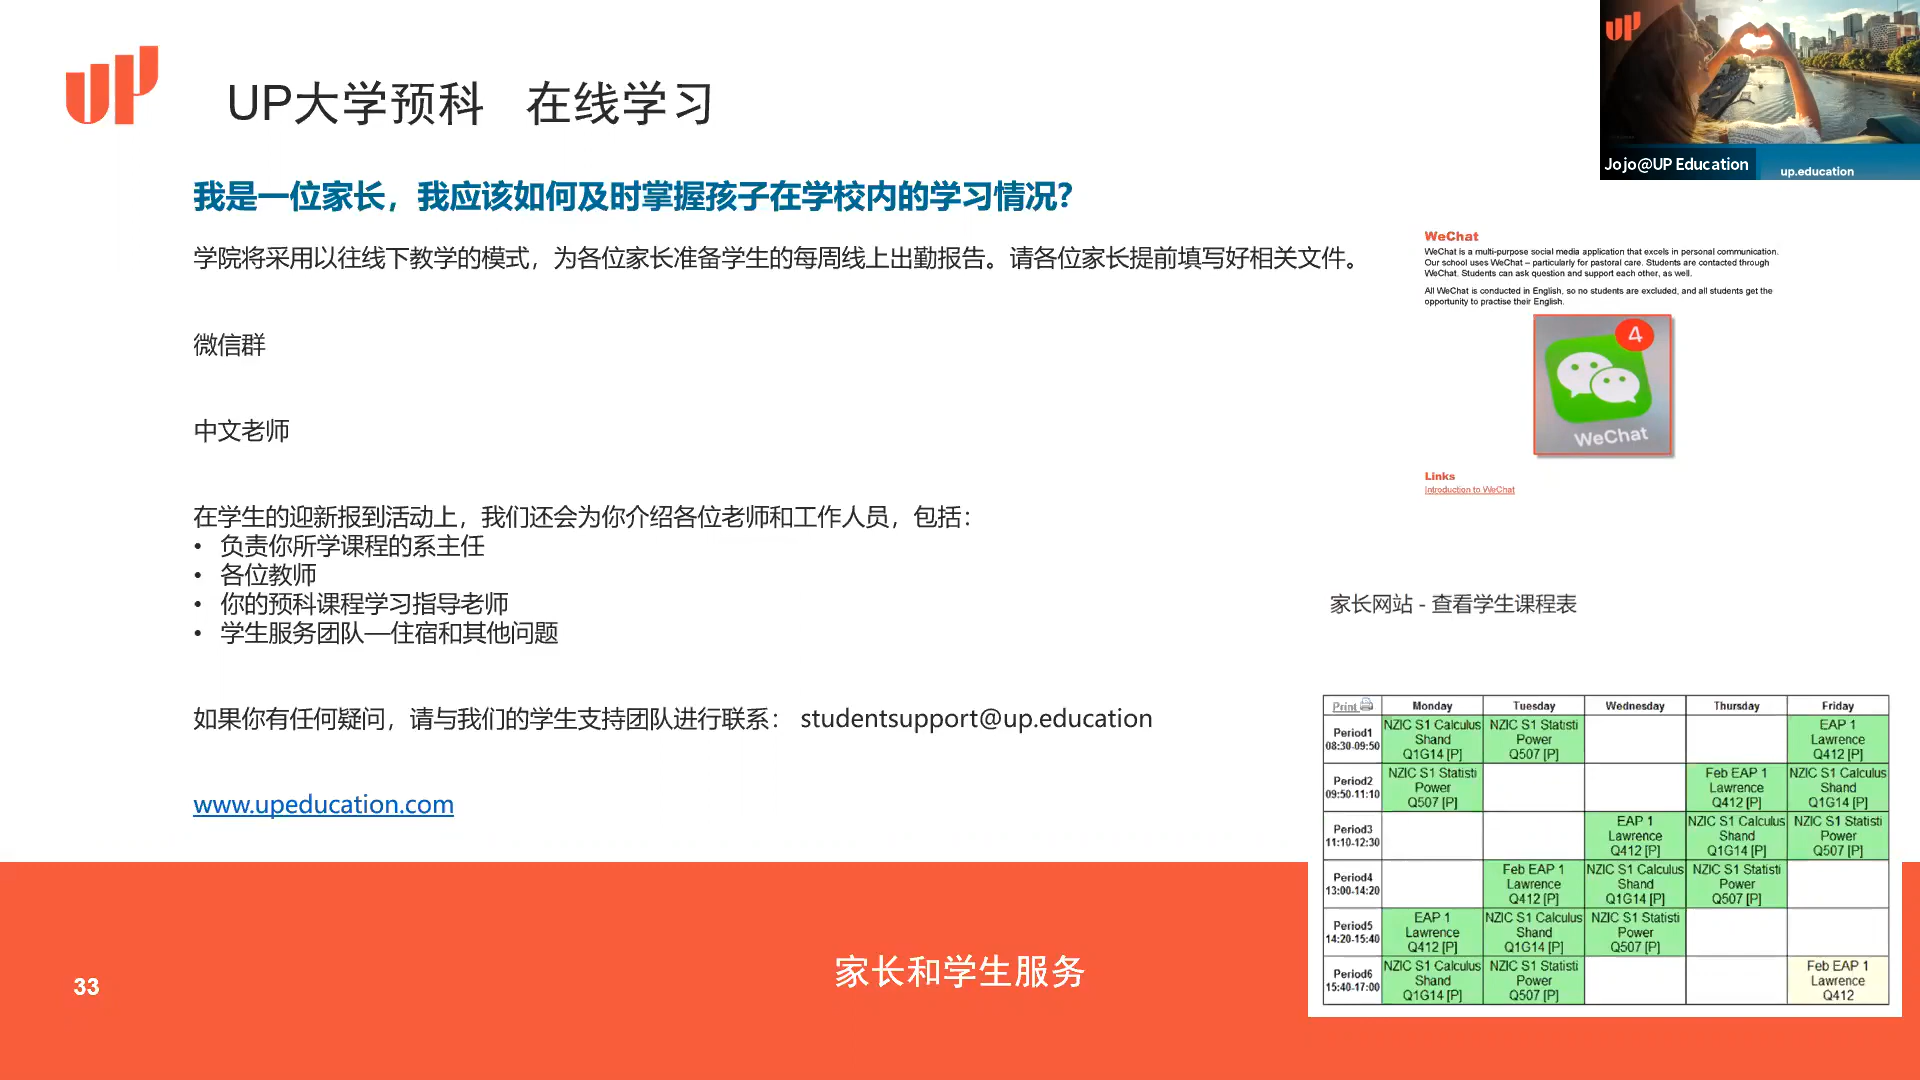 UP
UP大学预科 在线学习
我是一位家长，我应该如何及时掌握孩子在学校内的学习情况？
学院将采用以往线下教学的模式，为各位家长准备学生的每周线上出勤报告。请各位家长提前填写好相关文件。
微信群
中文老师
在学生的迎新报到活动上，我们还会为你介绍各位老师和工作人员，包括：
• 负责你所学课程的系主任
• 各位教师
• 你的预科课程学习指导老师
• 学生服务团队—住宿和其他问题
如果你有任何疑问，请与我们的学生支持团队进行联系： studentsupport@up.education
www.upeducation.com
UP
Jojo@UP Education
up.education
WeChat
WeChat is a multi-purpose social media application that excels in personal communication.
Our school uses WeChat – particularly for pastoral care. Students are contacted through
WeChat. Students can ask question and support each other, as well.
All WeChat is conducted in English, so no students are excluded, and all students get the
opportunity to practise their English.
4
WeChat
Links
Introduction to WeChat
家长网站 - 查看学生课程表
Print Monday Tuesday Wednesday Thursday Friday
Period1 NZIC S1 Calculus NZIC S1 Statisti EAP 1
08:30-09:50 Shand Power Lawrence
Q1G14 [P] Q507 [P] Q412 [P]
Period2 NZIC S1 Statisti Feb EAP 1 NZIC S1 Calculus
09:50-11:10 Power Lawrence Shand
Q507 [P] Q412 [P] Q1G14 [P]
Period3 EAP 1 NZIC S1 Calculus NZIC S1 Statisti
11:10-12:30 Lawrence Shand Power
Q412 [P] Q1G14 [P] Q507 [P]
Period4 Feb EAP 1 NZIC S1 Calculus NZIC S1 Statisti
13:00-14:20 Lawrence Shand Power
Q412 [P] Q1G14 [P] Q507 [P]
Period5 EAP 1 NZIC S1 Calculus NZIC S1 Statisti
14:20-15:40 Lawrence Shand Power
Q412 [P] Q1G14 [P] Q507 [P]
Period6 NZIC S1 Calculus NZIC S1 Statisti Feb EAP 1
15:40-17:00 Shand Power Lawrence
Q1G14 [P] Q507 [P] Q412
家长和学生服务
33